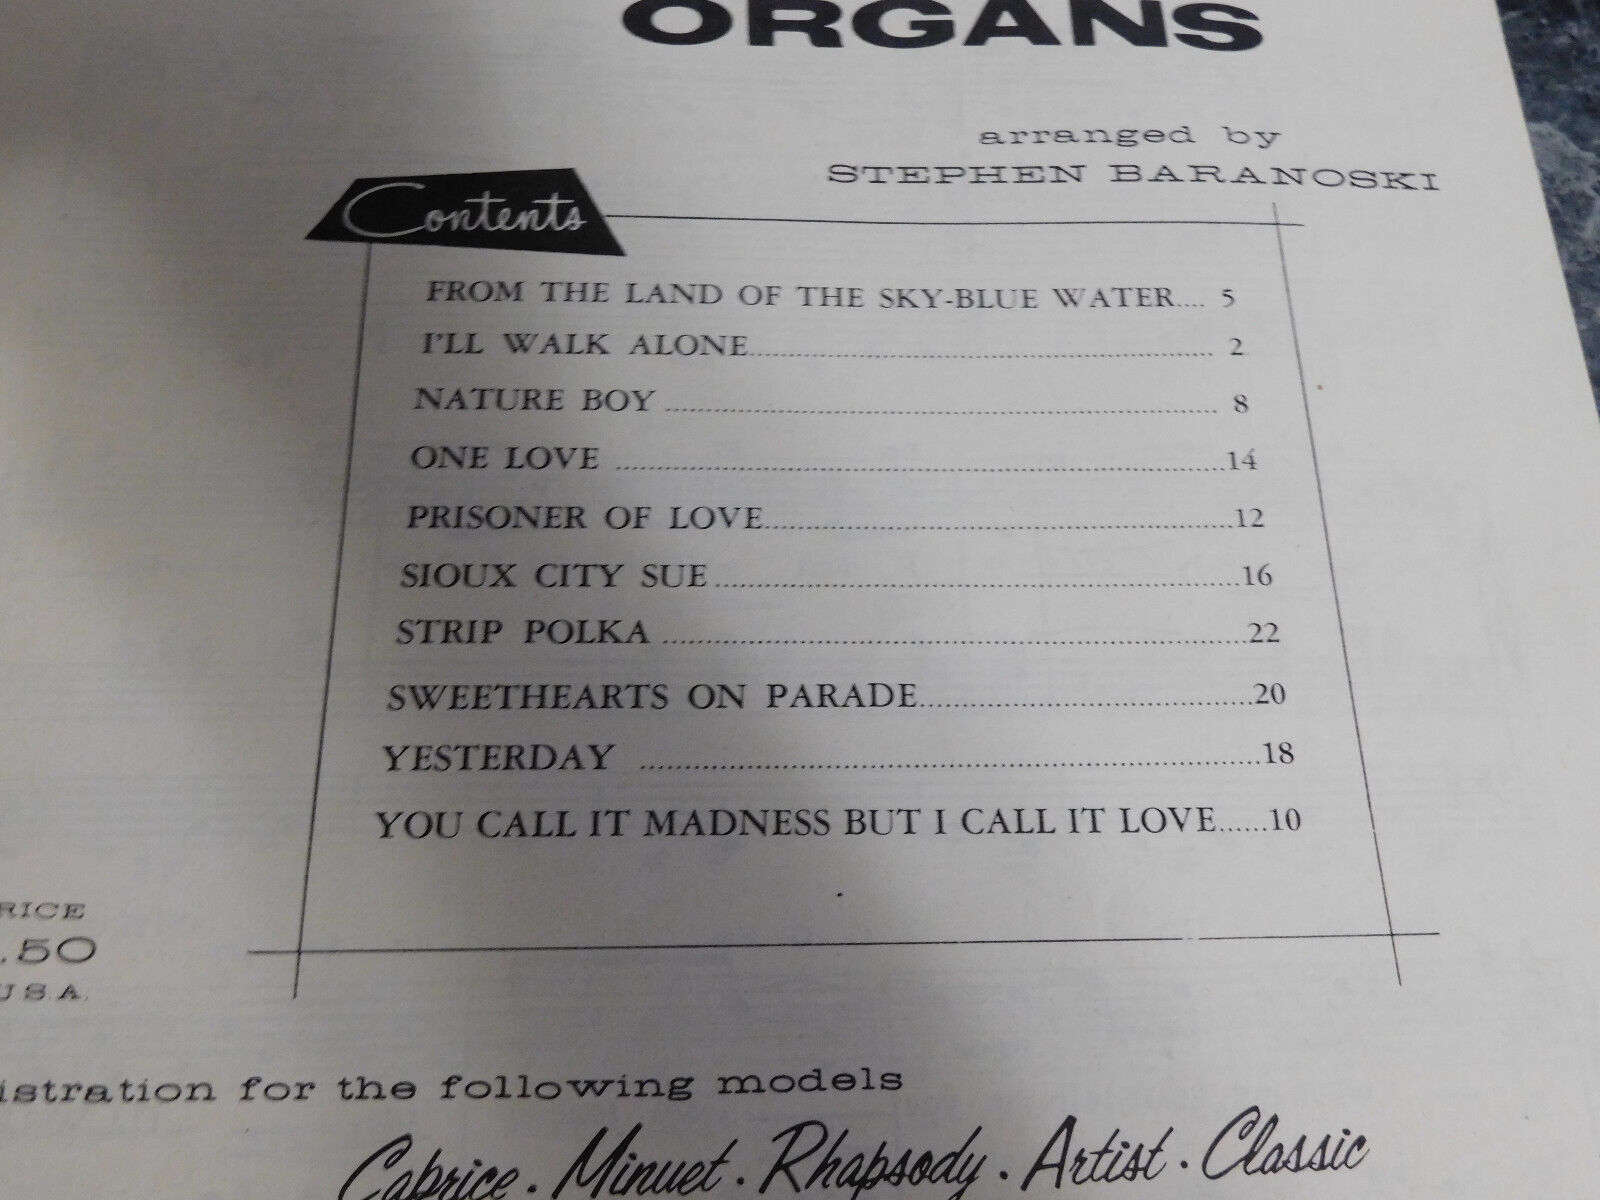 ORGANS
arranged by
STEPHEN BARANOSKI
Contents
FROM THE LAND OF THE SKY-BLUE WATER.... 5
I'LL WALK ALONE........ 2
NATURE BOY ........ 8
ONE LOVE ........14
PRISONER OF LOVE........12
SIOUX CITY SUE........16
STRIP POLKA ........22
SWEETHEARTS ON PARADE........20
YESTERDAY ........18
YOU CALL IT MADNESS BUT I CALL IT LOVE......10
RICE
.50
U.S.A.
istration for the following models
Caprice . Minuet . Rhapsody . Artist . Classic